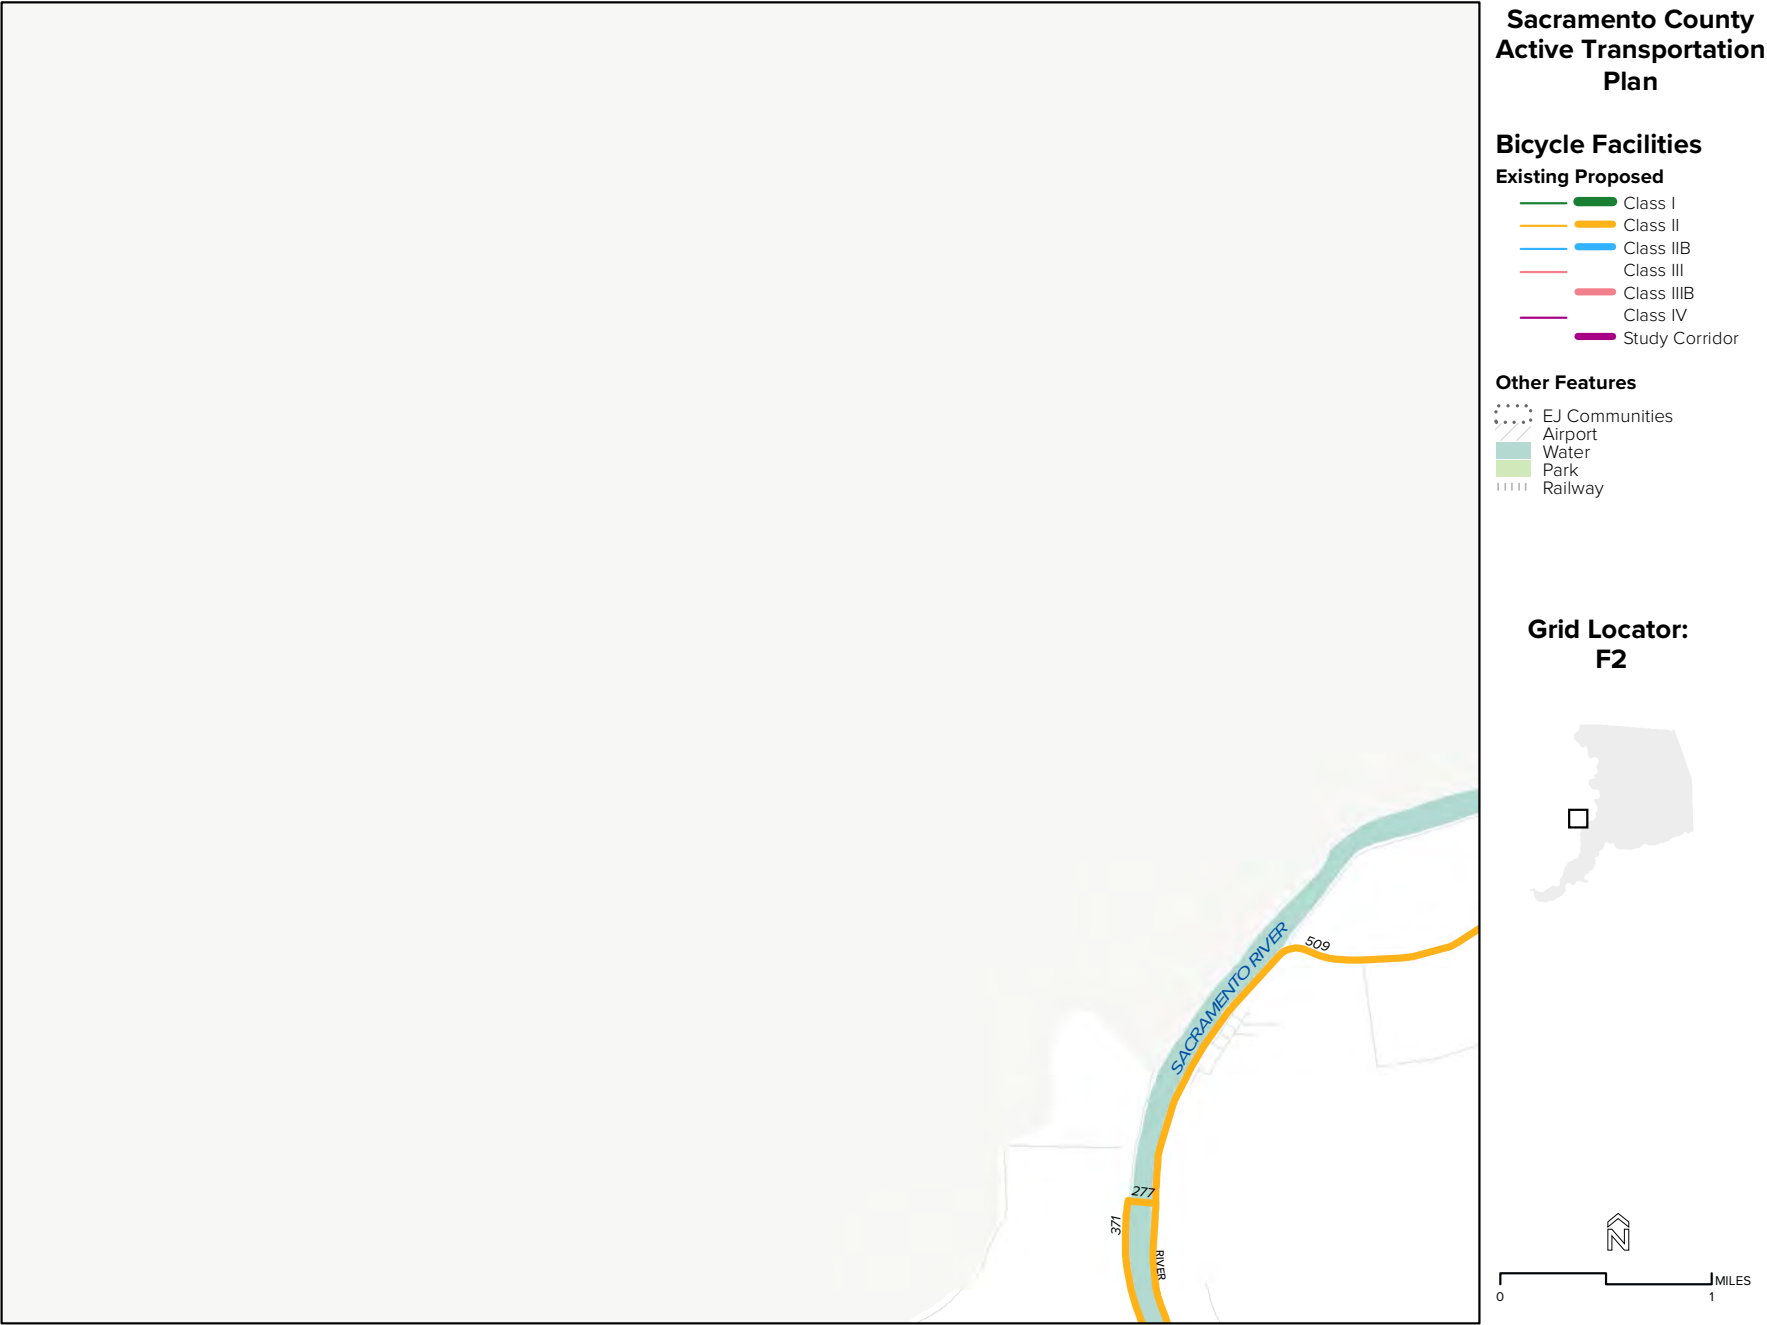 Sacramento County
Active Transportation
Plan
Bicycle Facilities
Existing Proposed
Class I
Class II
Class IIB
Class III
Class IIIB
Class IV
Study Corridor
Other Features
EJ Communities
Airport
Water
Park
Railway
Grid Locator:
F2
SACRAMENTO RIVER
509
277
371
RIVER
N
MILES
0
1